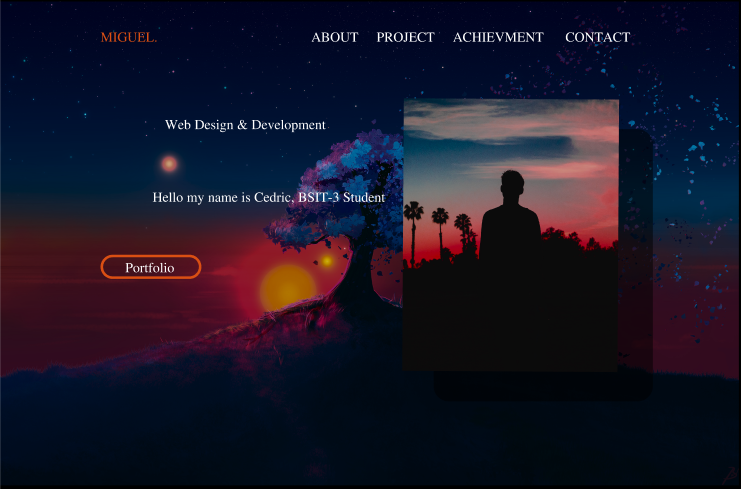 MIGUEL.
ABOUT PROJECT ACHIEVMENT CONTACT
Web Design & Development
Hello my name is Cedric, BSIT-3 Student
Portfolio